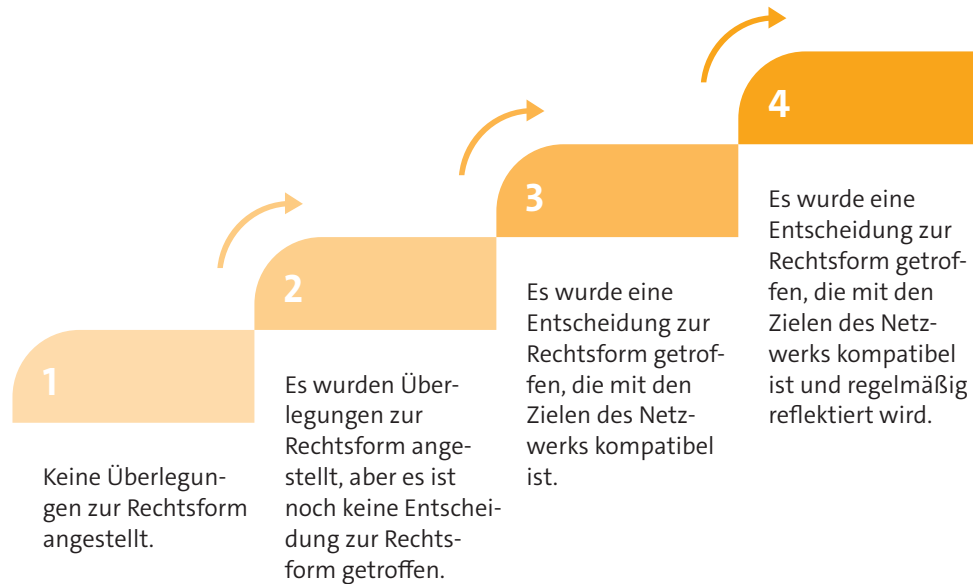 1
Keine Überlegun-
gen zur Rechtsform
angestellt.
2
Es wurden Über-
legungen zur
Rechtsform ange-
stellt, aber es ist
noch keine Entschei-
dung zur Rechts-
form getroffen.
3
Es wurde eine
Entscheidung zur
Rechtsform getrof-
fen, die mit den
Zielen des Netz-
werks kompatibel
ist.
4
Es wurde eine
Entscheidung zur
Rechtsform getrof-
fen, die mit den
Zielen des Netz-
werks kompatibel
ist und regelmäßig
reflektiert wird.